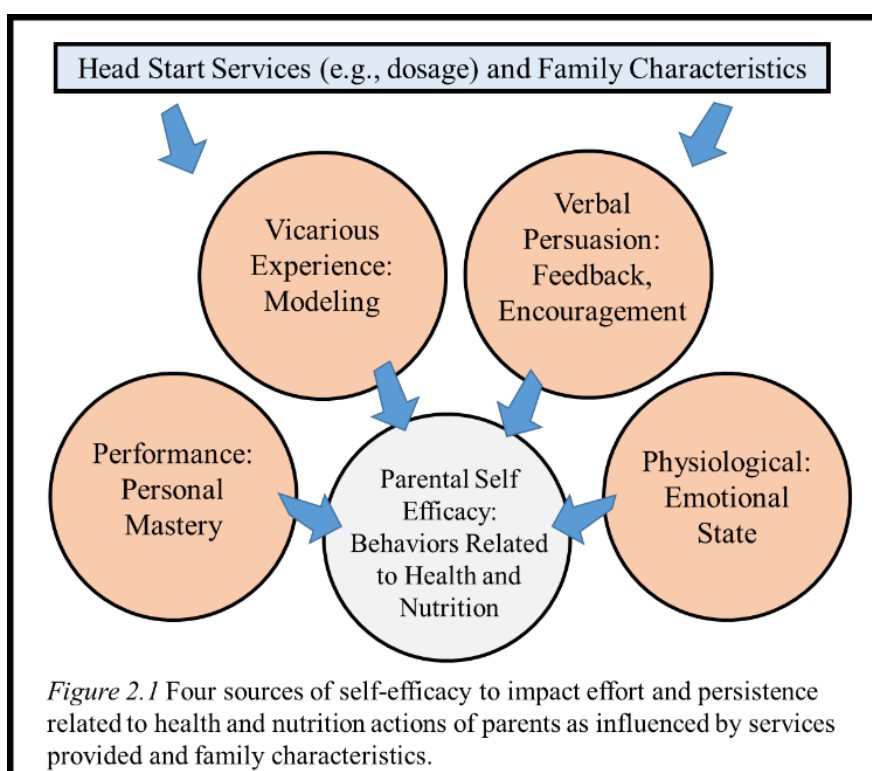 Head Start Services (e.g., dosage) and Family Characteristics
Vicarious
Experience:
Modeling
Verbal
Persuasion:
Feedback,
Encouragement
Performance:
Personal
Mastery
Parental Self
Efficacy:
Behaviors Related
to Health and
Nutrition
Physiological:
Emotional
State
Figure 2.1 Four sources of self-efficacy to impact effort and persistence
related to health and nutrition actions of parents as influenced by services
provided and family characteristics.